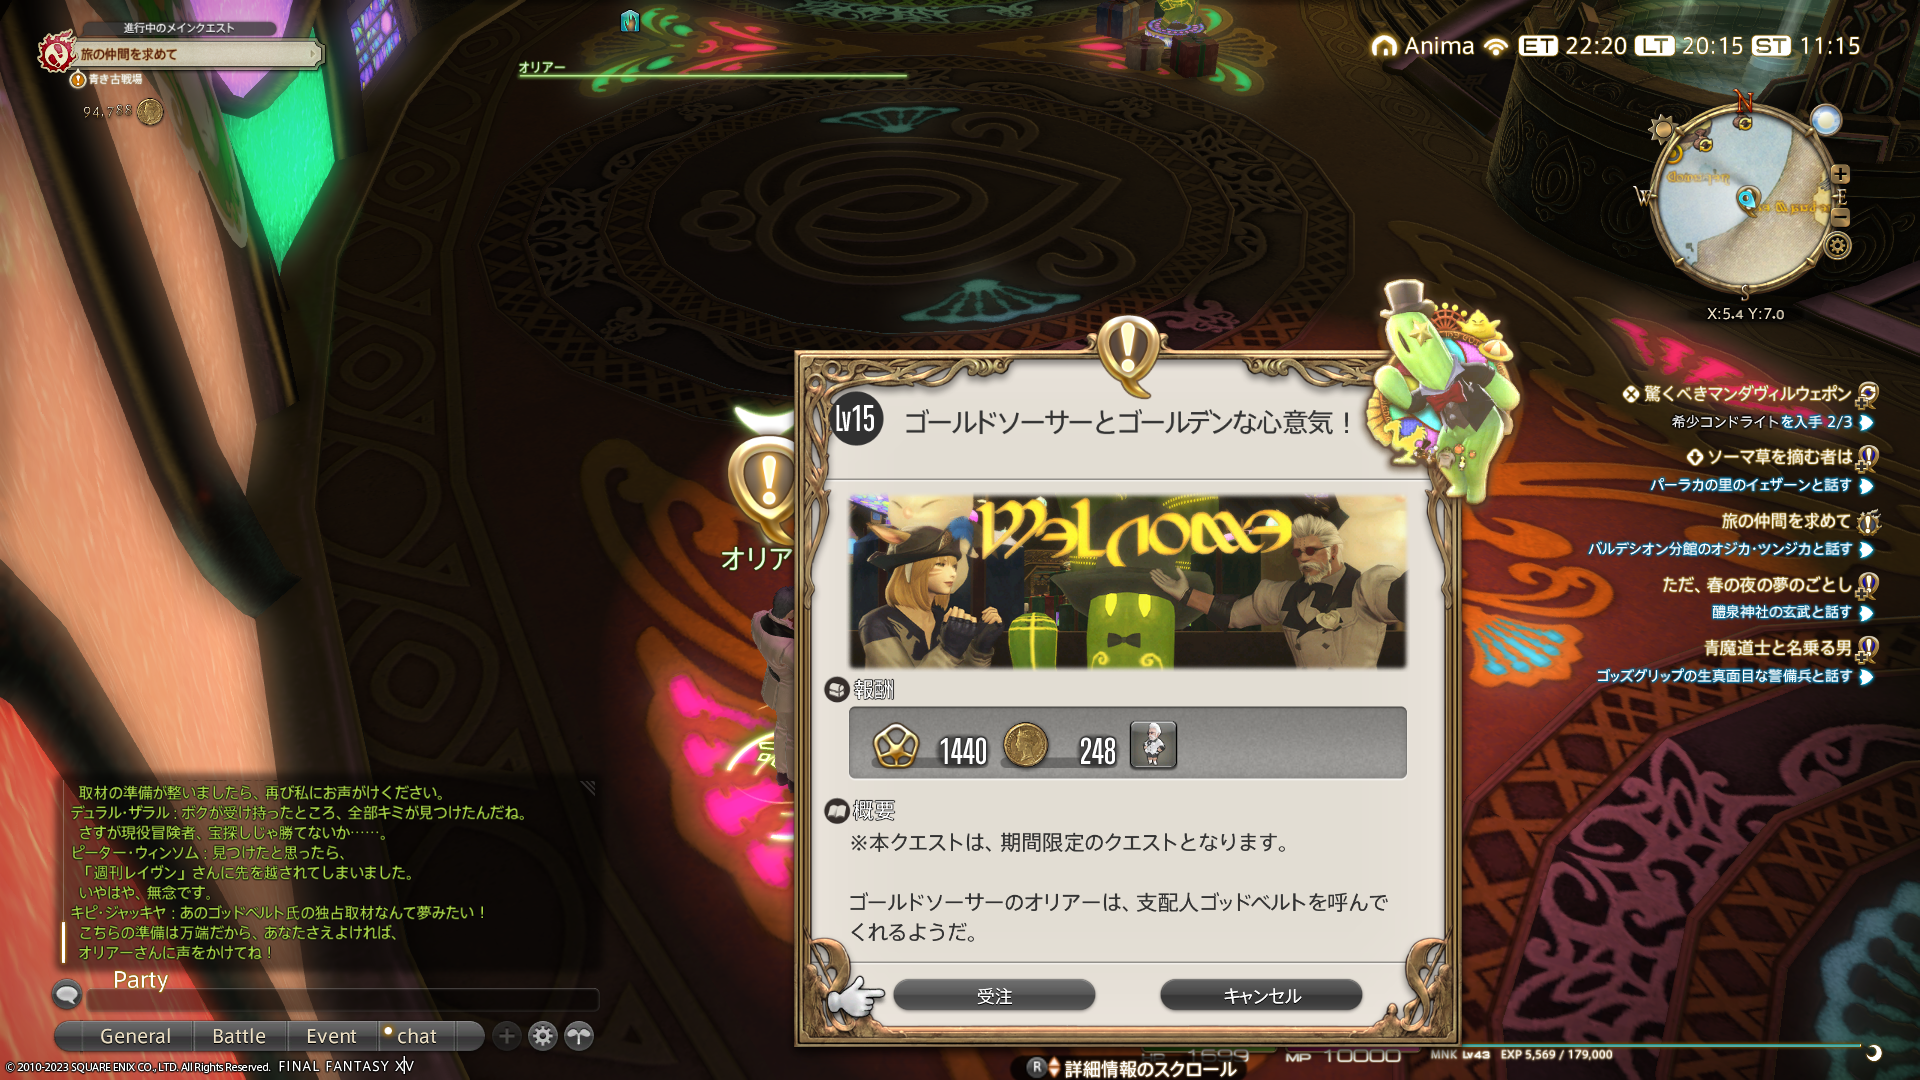 進行中のメインクエスト
旅の仲間を求めて
青き古戦場
94,788
オリアー
Anima ET 22:20 LT 20:15 ST 11:15
N
W
E
S
X:5.4 Y:7.0
驚くべきマンダヴィルウェポン
希少コンドライトを入手 2/3
ソーマ草を摘む者は
パーラカの里のイェザーンと話す
旅の仲間を求めて
バルデシオン分館のオジカ・ツンジカと話す
ただ、春の夜の夢のごとし
醴泉神社の玄武と話す
青魔道士と名乗る男
ゴッズグリップの生真面目な警備兵と話す
オリア
Lv15 ゴールドソーサーとゴールデンな心意気！
WELCOME
報酬
1440 248
概要
※本クエストは、期間限定のクエストとなります。
ゴールドソーサーのオリアーは、支配人ゴッドベルトを呼んで
くれるようだ。
受注 キャンセル
取材の準備が整いましたら、再び私にお声がけください。
デュラル・ザラル : ボクが受け持ったところ、全部キミが見つけたんだね。
さすが現役冒険者、宝探しじゃ勝てないか……。
ピーター・ウィンソム : 見つけたと思ったら、
「週刊レイヴン」さんに先を越されてしまいました。
いやはや、無念です。
キピ・ジャッキヤ : あのゴッドベルト氏の独占取材なんて夢みたい！
こちらの準備は万端だから、あなたさえよければ、
オリアーさんに声をかけてね！
Party
General Battle Event chat
© 2010-2023 SQUARE ENIX CO., LTD. All Rights Reserved. FINAL FANTASY XIV
MP 10000 MNK Lv43 EXP 5,569 / 179,000
R 詳細情報のスクロール